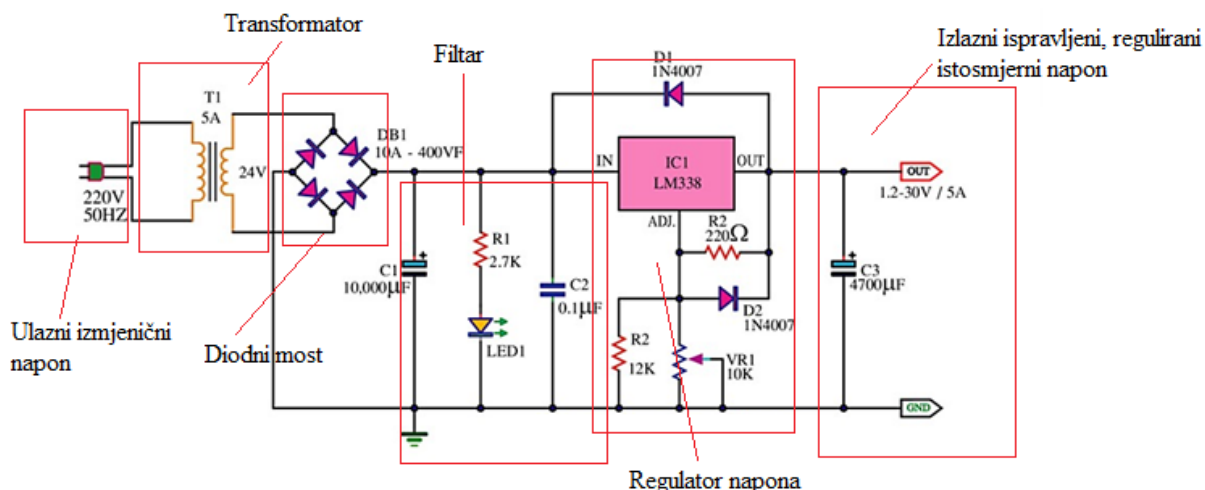 Transformator
Filtar
Izlazni ispravljeni, regulirani
istosmjerni napon
D1
1N4007
T1
5A
DB1
10A - 400VF
24V
220V
50HZ
IN
IC1
LM338
OUT
ADJ.
OUT
1.2-30V / 5A
R2
220Ω
R1
2.7K
C1
10,000µF
C2
0.1µF
C3
4700µF
D2
1N4007
LED1
R2
12K
VR1
10K
GND
Ulazni izmjenični
napon
Diodni most
Regulator napona